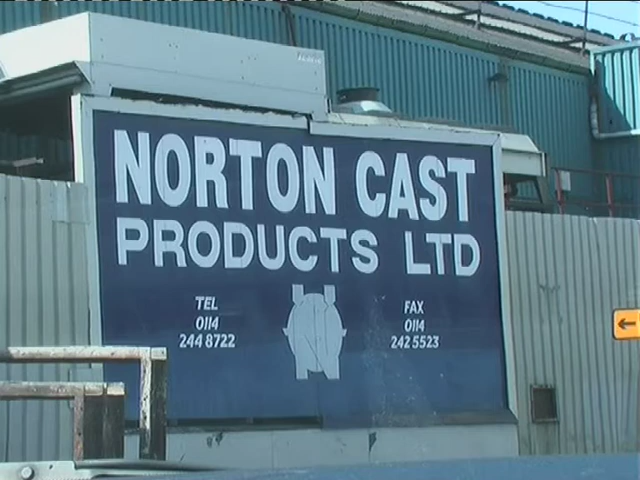 NORTON CAST
PRODUCTS LTD
TEL
0114
244 8722
FAX
0114
242 5523